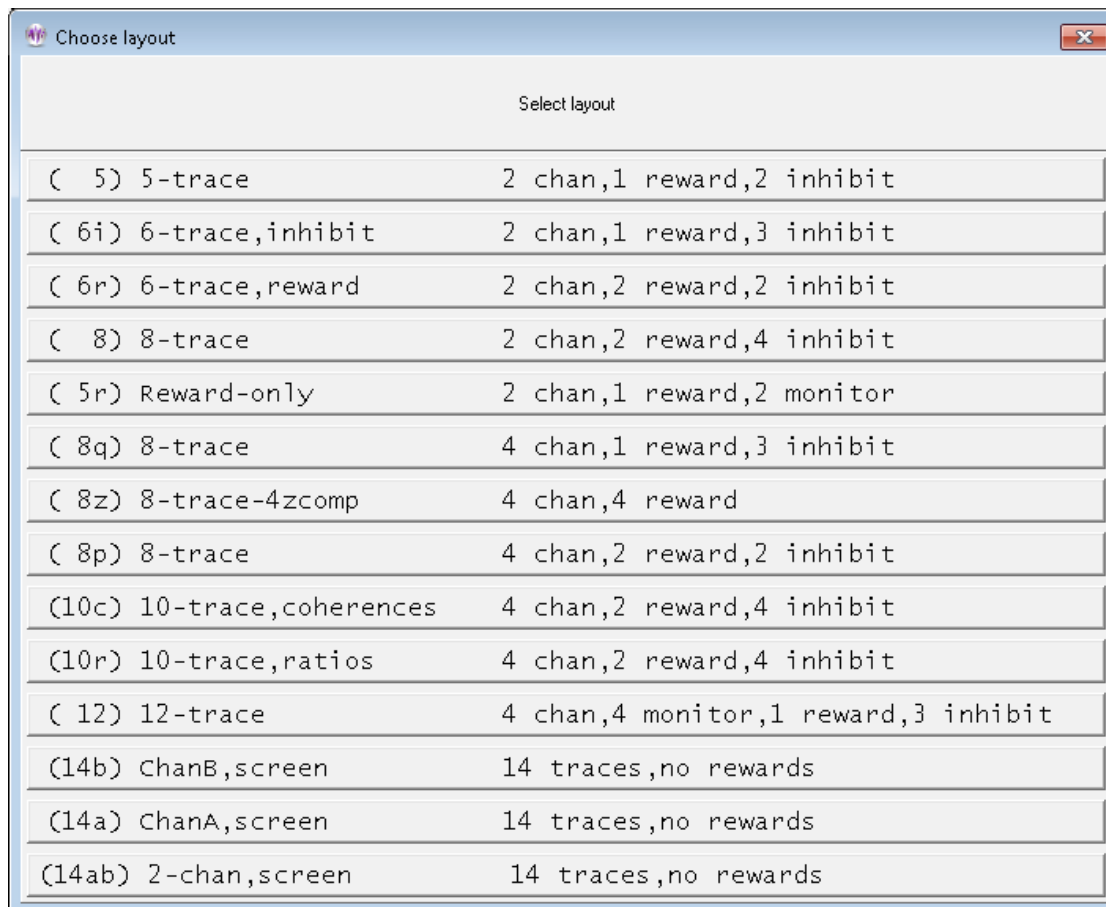 Choose layout
Select layout
( 5) 5-trace 2 chan,1 reward,2 inhibit
( 6i) 6-trace,inhibit 2 chan,1 reward,3 inhibit
( 6r) 6-trace,reward 2 chan,2 reward,2 inhibit
( 8) 8-trace 2 chan,2 reward,4 inhibit
( 5r) Reward-only 2 chan,1 reward,2 monitor
( 8q) 8-trace 4 chan,1 reward,3 inhibit
( 8z) 8-trace-4zcomp 4 chan,4 reward
( 8p) 8-trace 4 chan,2 reward,2 inhibit
(10c) 10-trace,coherences 4 chan,2 reward,4 inhibit
(10r) 10-trace,ratios 4 chan,2 reward,4 inhibit
( 12) 12-trace 4 chan,4 monitor,1 reward,3 inhibit
(14b) ChanB,screen 14 traces,no rewards
(14a) ChanA,screen 14 traces,no rewards
(14ab) 2-chan,screen 14 traces,no rewards